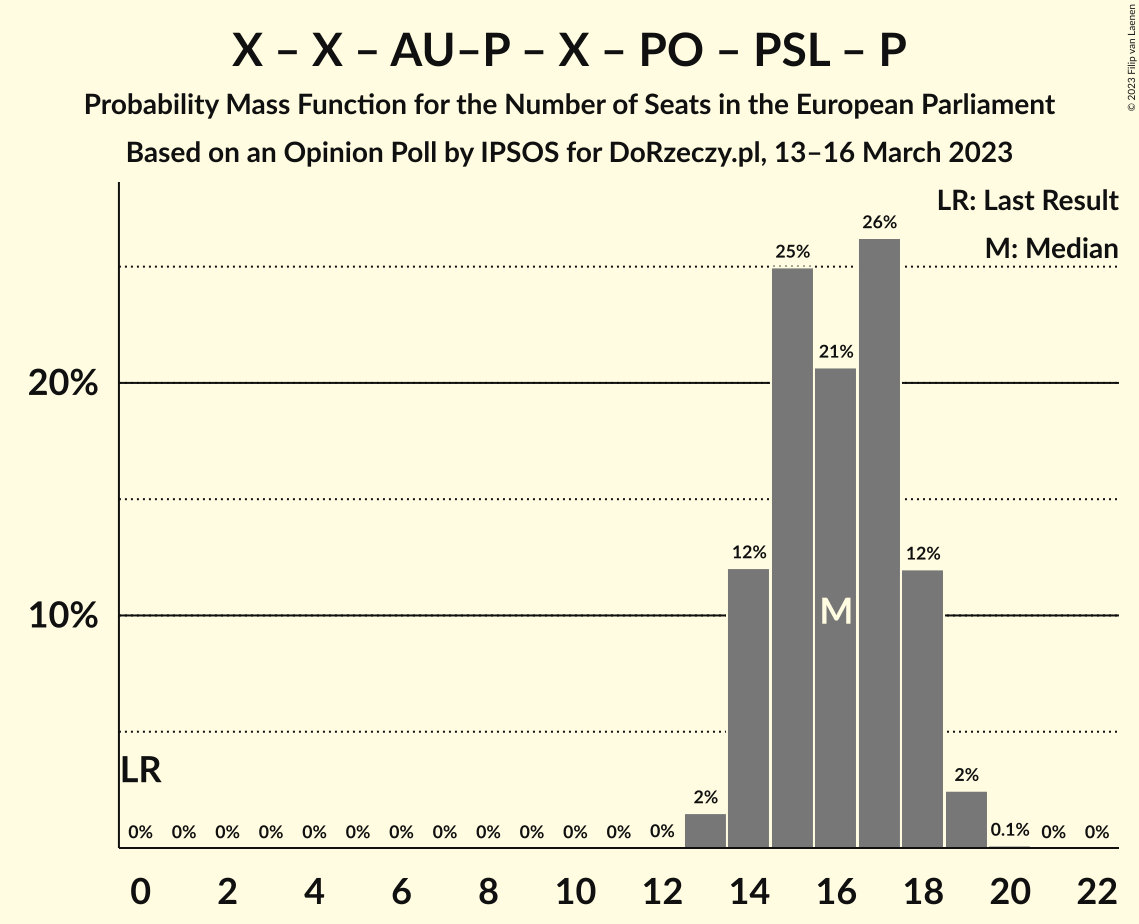 X – X – AU–P – X – PO – PSL – P
Probability Mass Function for the Number of Seats in the European Parliament
Based on an Opinion Poll by IPSOS for DoRzeczy.pl, 13–16 March 2023
© 2023 Filip van Laenen
LR: Last Result
M: Median
26%
25%
21%
20%
12%
12%
10%
M
LR
2%
2%
0% 0% 0% 0% 0% 0% 0% 0% 0% 0% 0% 0% 0% 0.1% 0% 0%
0 2 4 6 8 10 12 14 16 18 20 22